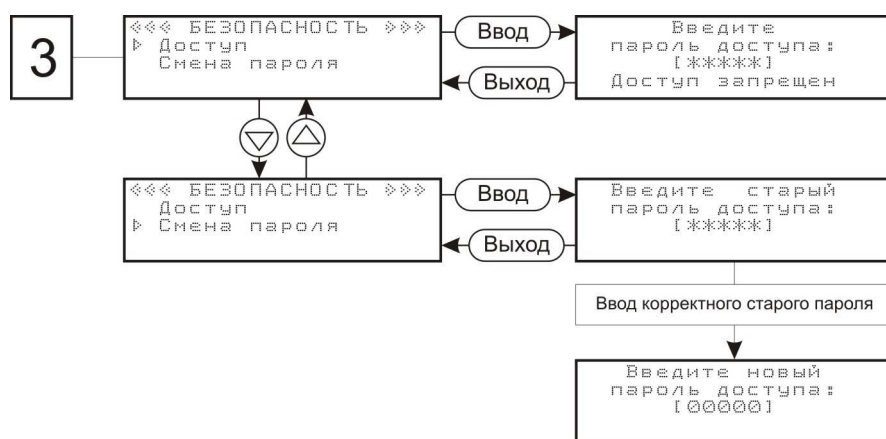 3
<<< БЕЗОПАСНОСТЬ >>>
Доступ
Смена пароля
Ввод
Выход
Введите
пароль доступа:
[*****]
Доступ запрещен
<<< БЕЗОПАСНОСТЬ >>>
Доступ
Смена пароля
Ввод
Выход
Введите старый
пароль доступа:
[*****]
Ввод корректного старого пароля
Введите новый
пароль доступа:
[00000]